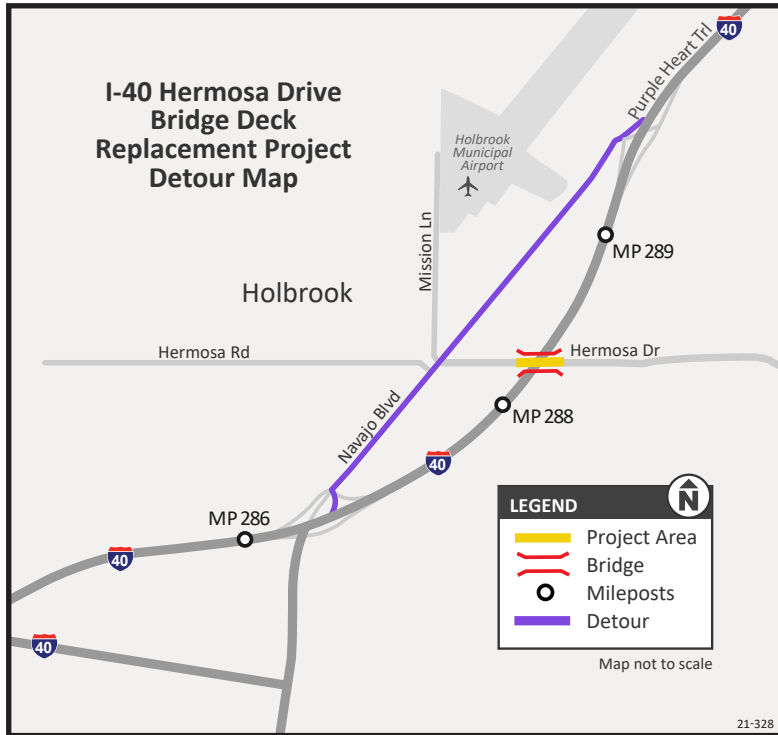 I-40 Hermosa Drive
Bridge Deck
Replacement Project
Detour Map
40
Purple Heart Trl
Holbrook
Municipal
Airport
Mission Ln
MP 289
Holbrook
Hermosa Rd
Hermosa Dr
Navajo Blvd
MP 288
40
MP 286
40
40
LEGEND
N
Project Area
Bridge
Mileposts
Detour
Map not to scale
21-328